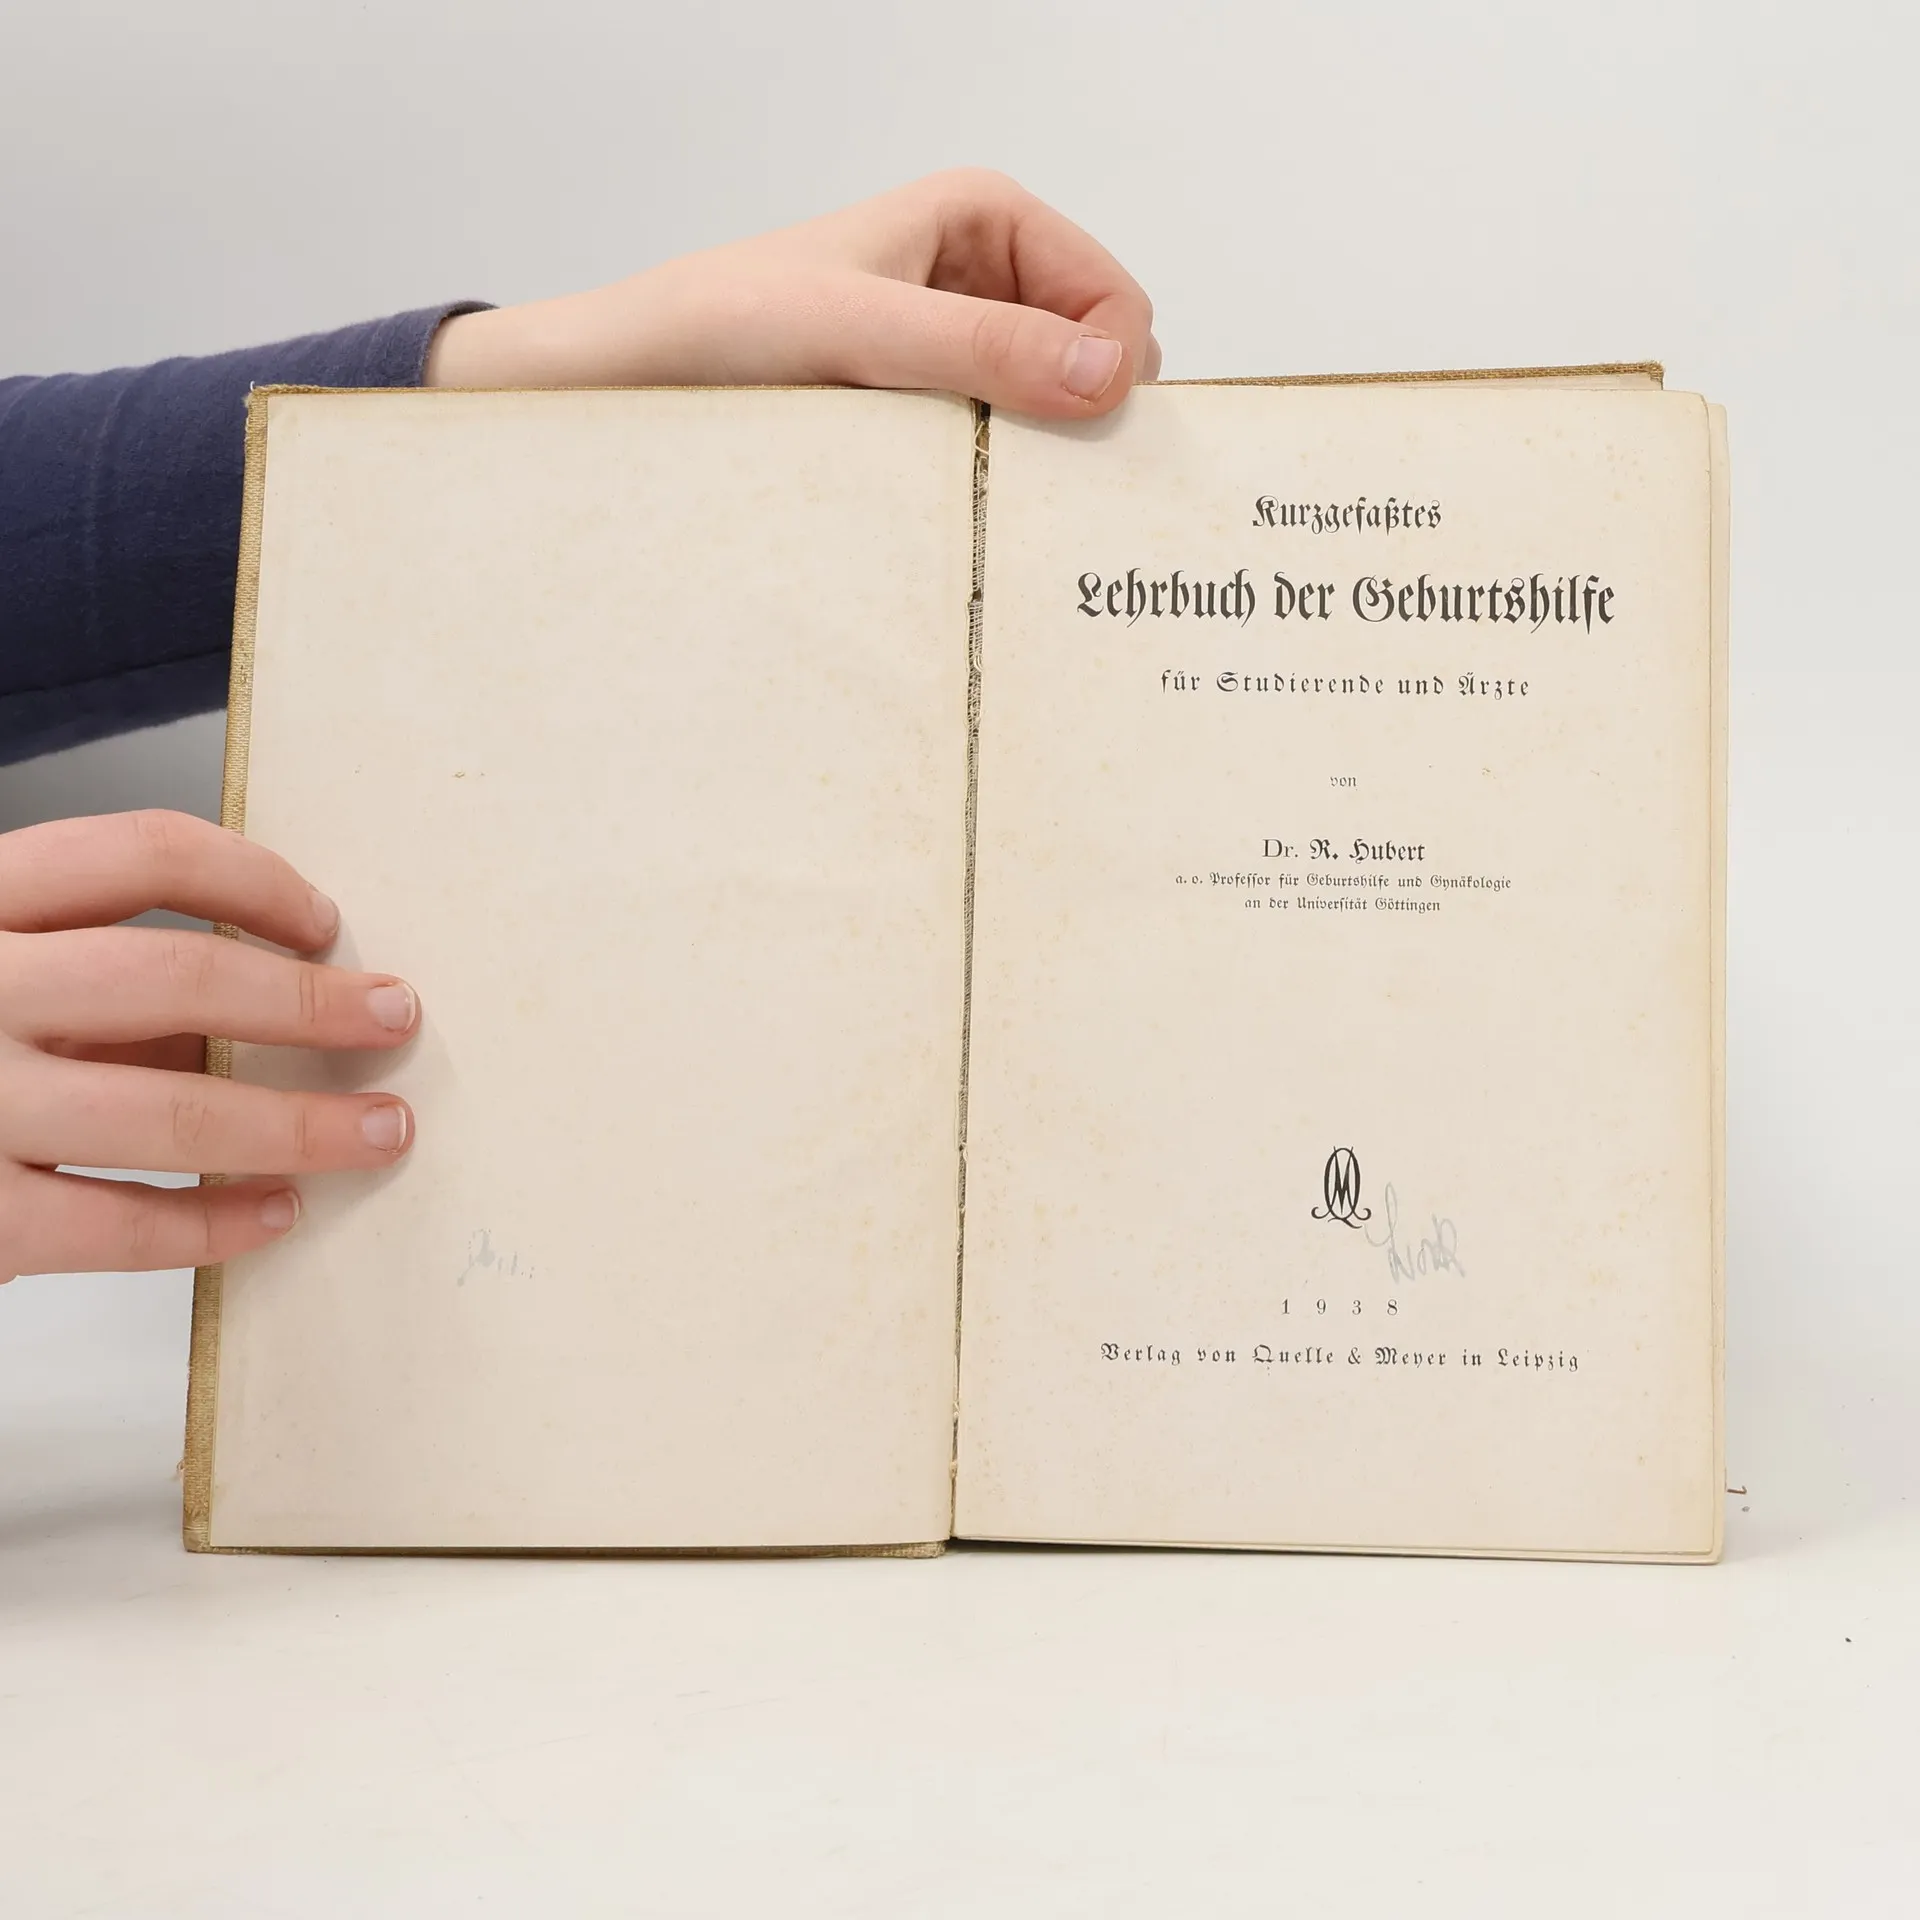 Kurzgefaßtes
Lehrbuch der Geburtshilfe
für Studierende und Ärzte
von
Dr. R. Hubert
a. o. Professor für Geburtshilfe und Gynäkologie
an der Universität Göttingen
1938
Verlag von Quelle & Meyer in Leipzig